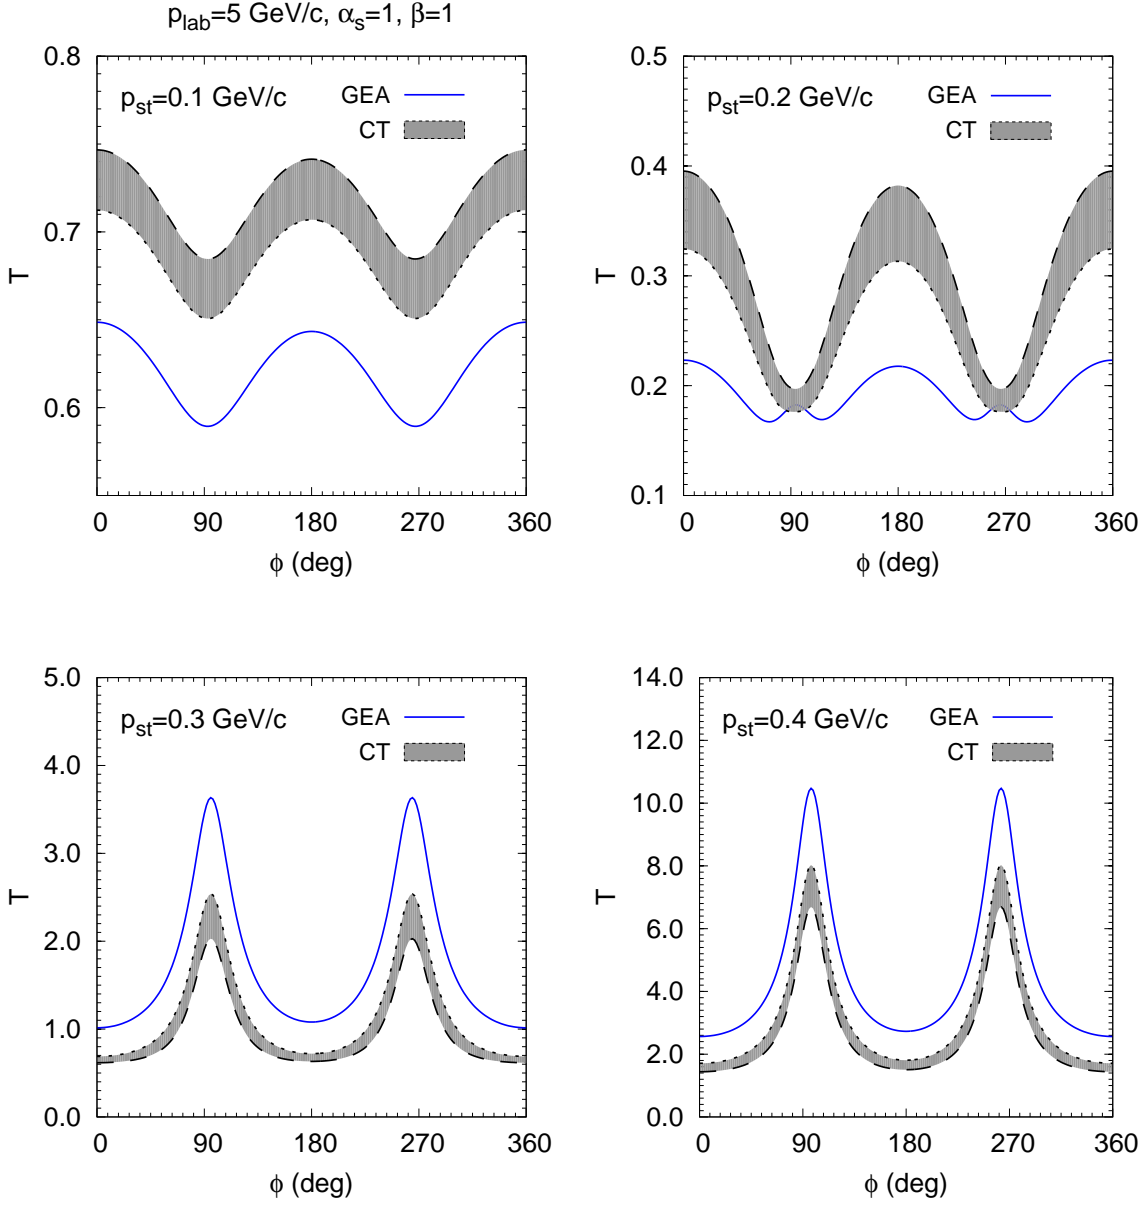 p_lab=5 GeV/c, α_s=1, β=1
0.8
0.7
0.6
T
p_st=0.1 GeV/c
GEA
CT
0 90 180 270 360
ϕ (deg)
0.5
0.4
0.3
0.2
0.1
T
p_st=0.2 GeV/c
GEA
CT
0 90 180 270 360
ϕ (deg)
5.0
4.0
3.0
2.0
1.0
0.0
T
p_st=0.3 GeV/c
GEA
CT
0 90 180 270 360
ϕ (deg)
14.0
12.0
10.0
8.0
6.0
4.0
2.0
0.0
T
p_st=0.4 GeV/c
GEA
CT
0 90 180 270 360
ϕ (deg)